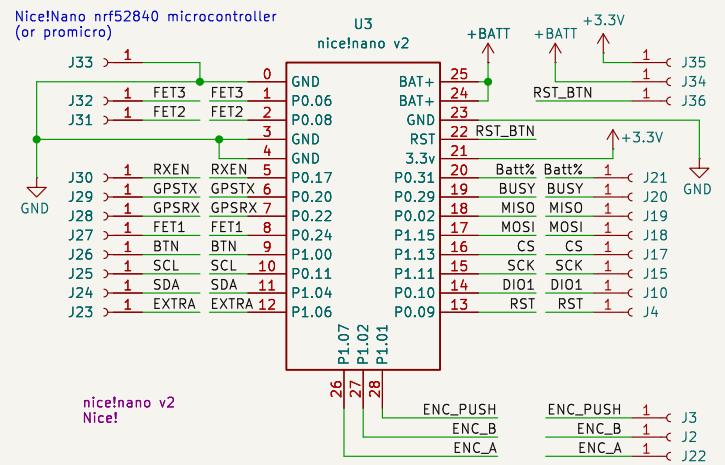 Nice!Nano nrf52840 microcontroller
(or promicro)
U3
nice!nano v2
+BATT +BATT +3.3V
J33 1 1 J35
0 GND BAT+ 25 1 J34
J32 1 FET3 FET3 1 P0.06 BAT+ 24 RST_BTN 1 J36
J31 1 FET2 FET2 2 P0.08 GND 23
3 GND RST 22 RST_BTN
4 GND 3.3v 21 +3.3V
J30 1 RXEN RXEN 5 P0.17 P0.31 20 Batt% Batt% 1 J21
J29 1 GPSTX GPSTX 6 P0.20 P0.29 19 BUSY BUSY 1 J20
J28 1 GPSRX GPSRX 7 P0.22 P0.02 18 MISO MISO 1 J19
J27 1 FET1 FET1 8 P0.24 P1.15 17 MOSI MOSI 1 J18
J26 1 BTN BTN 9 P1.00 P1.13 16 CS CS 1 J17
J25 1 SCL SCL 10 P0.11 P1.11 15 SCK SCK 1 J15
J24 1 SDA SDA 11 P1.04 P0.10 14 DIO1 DIO1 1 J10
J23 1 EXTRA EXTRA 12 P1.06 P0.09 13 RST RST 1 J4
GND GND
P1.07 P1.02 P1.01
26 27 28
nice!nano v2
Nice!
ENC_PUSH ENC_PUSH 1 J3
ENC_B ENC_B 1 J2
ENC_A ENC_A 1 J22